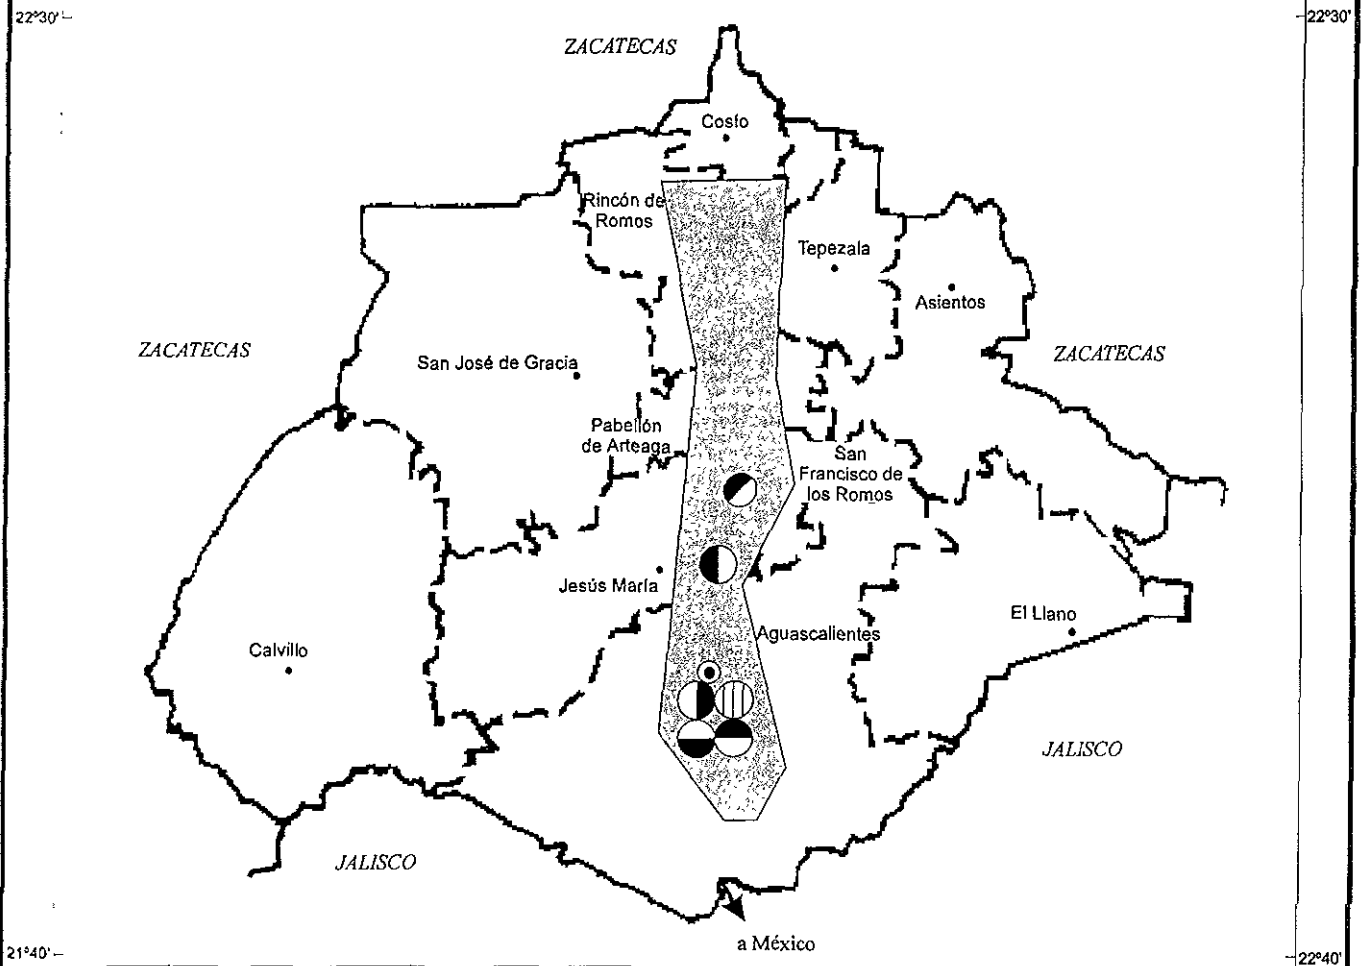 22°30'
22°30'
ZACATECAS
Cosío
Rincón de
Romos
Tepezala
Asientos
ZACATECAS
ZACATECAS
San José de Gracia
Pabellón
de Arteaga
San
Francisco de
los Romos
Jesús María
El Llano
Aguascalientes
Calvillo
JALISCO
JALISCO
a México
21°40'
22°40'